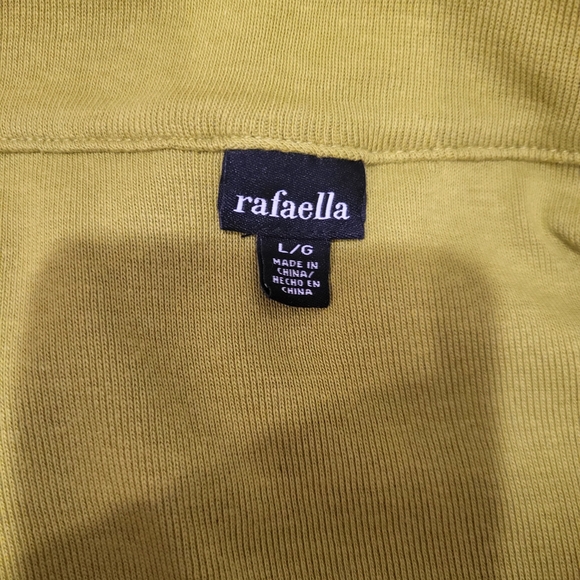 rafaella
L/G
MADE IN
CHINA/
HECHO EN
CHINA